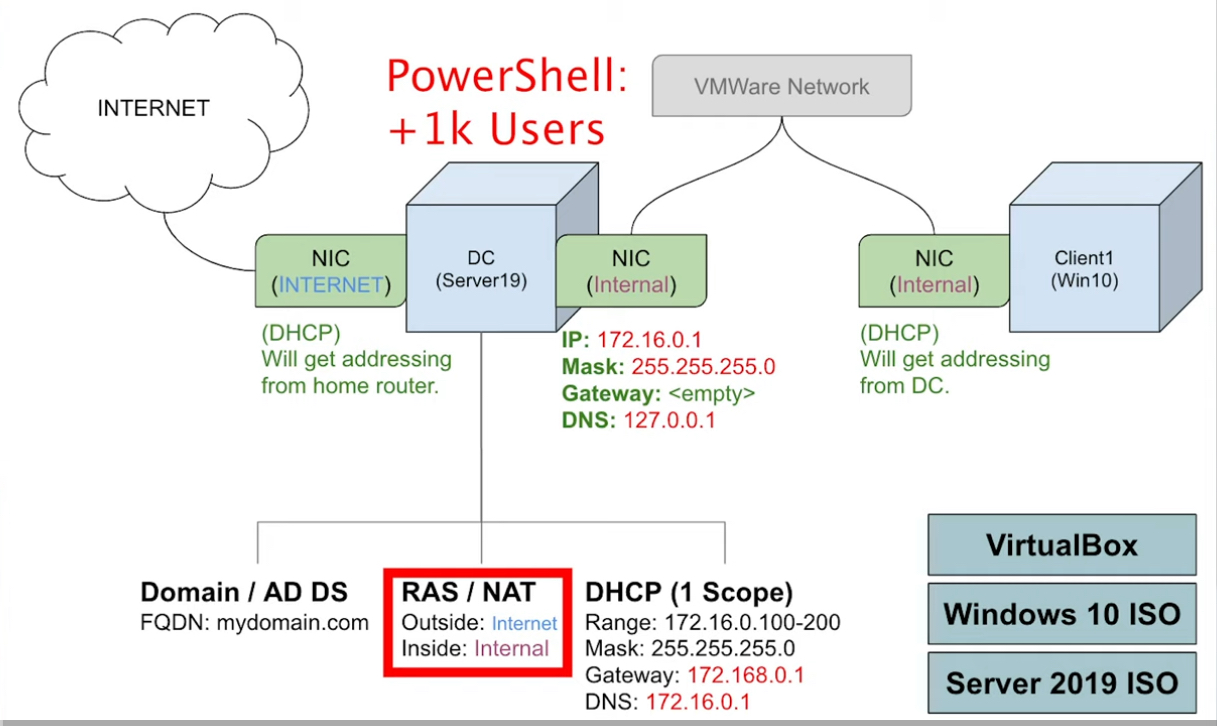 INTERNET
PowerShell:
+1k Users
VMWare Network
NIC
(INTERNET)
DC
(Server19)
NIC
(Internal)
NIC
(Internal)
Client1
(Win10)
(DHCP)
Will get addressing
from home router.
IP: 172.16.0.1
Mask: 255.255.255.0
Gateway: <empty>
DNS: 127.0.0.1
(DHCP)
Will get addressing
from DC.
Domain / AD DS
FQDN: mydomain.com
RAS / NAT
Outside: Internet
Inside: Internal
DHCP (1 Scope)
Range: 172.16.0.100-200
Mask: 255.255.255.0
Gateway: 172.168.0.1
DNS: 172.16.0.1
VirtualBox
Windows 10 ISO
Server 2019 ISO